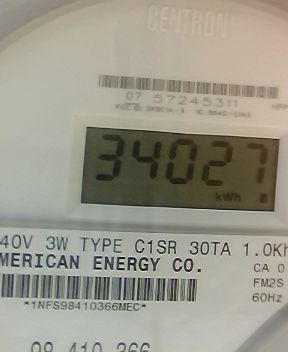 CENTRON
07 57245311
34027
kWh
40V 3W TYPE C1SR 30TA 1.0Kh
MERICAN ENERGY CO.
CA 0
FM2S
60Hz
*1NFS98410366MEC*
98 410 366